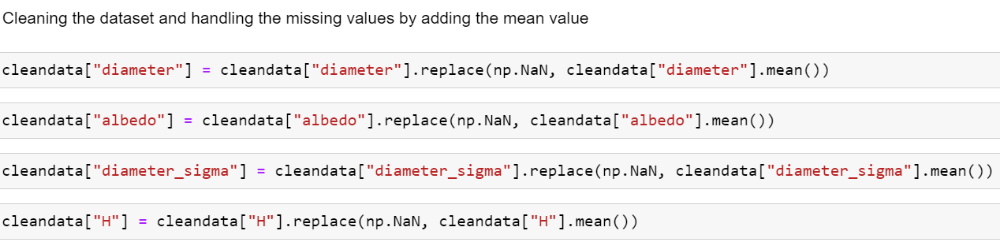 Cleaning the dataset and handling the missing values by adding the mean value
cleandata["diameter"] = cleandata["diameter"].replace(np.NaN, cleandata["diameter"].mean())
cleandata["albedo"] = cleandata["albedo"].replace(np.NaN, cleandata["albedo"].mean())
cleandata["diameter_sigma"] = cleandata["diameter_sigma"].replace(np.NaN, cleandata["diameter_sigma"].mean())
cleandata["H"] = cleandata["H"].replace(np.NaN, cleandata["H"].mean())